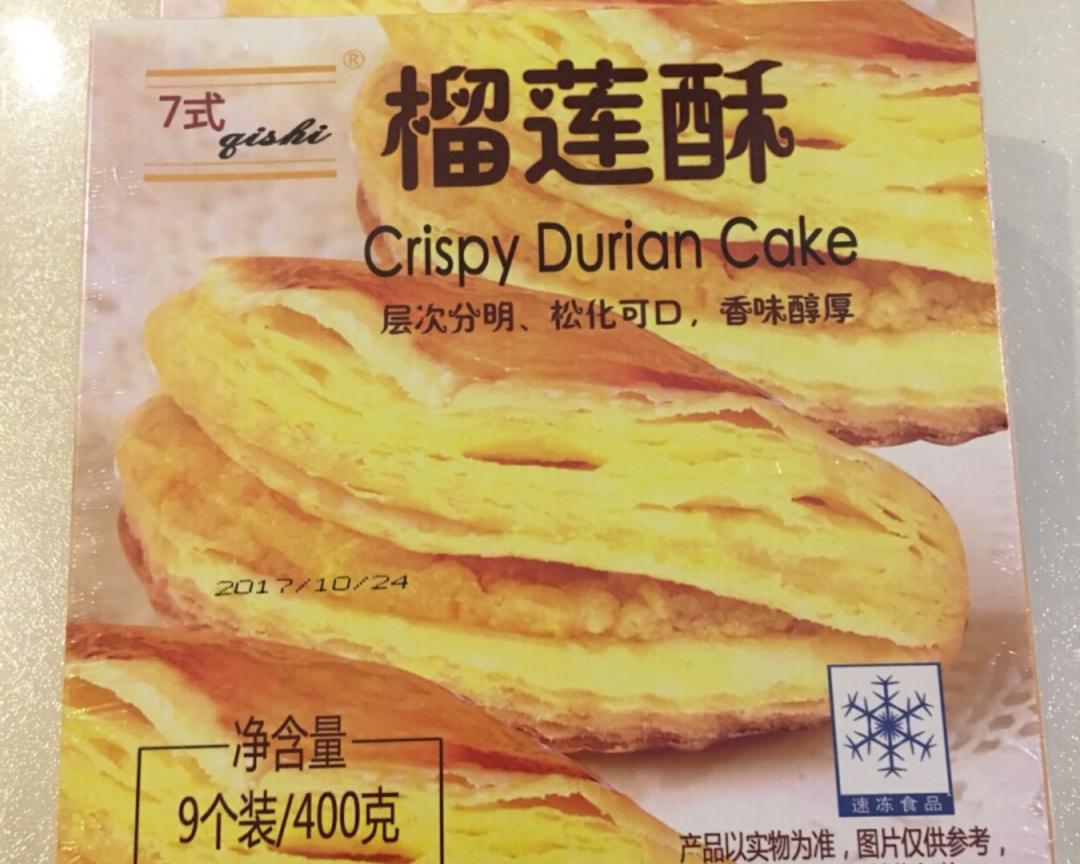 7式
qishi
®
榴莲酥
Crispy Durian Cake
层次分明、松化可口，香味醇厚
2017/10/24
净含量
9个装/400克
速冻食品
产品以实物为准，图片仅供参考，